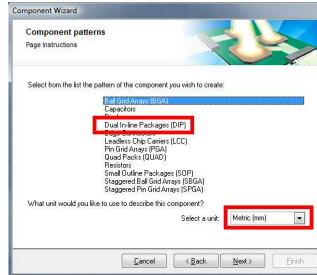 Component Wizard
Component patterns
Page Instructions
Select from the list the pattern of the component you wish to create:
Ball Grid Arrays (BGA)
Capacitors
Dual In-line Packages (DIP)
Edge Connectors
Leadless Chip Carriers (LCC)
Pin Grid Arrays (PGA)
Quad Packs (QUAD)
Resistors
Small Outline Packages (SOP)
Staggered Ball Grid Arrays (SBGA)
Staggered Pin Grid Arrays (SPGA)
What unit would you like to use to describe this component?
Select a unit: Metric (mm)
Cancel < Back Next > Finish